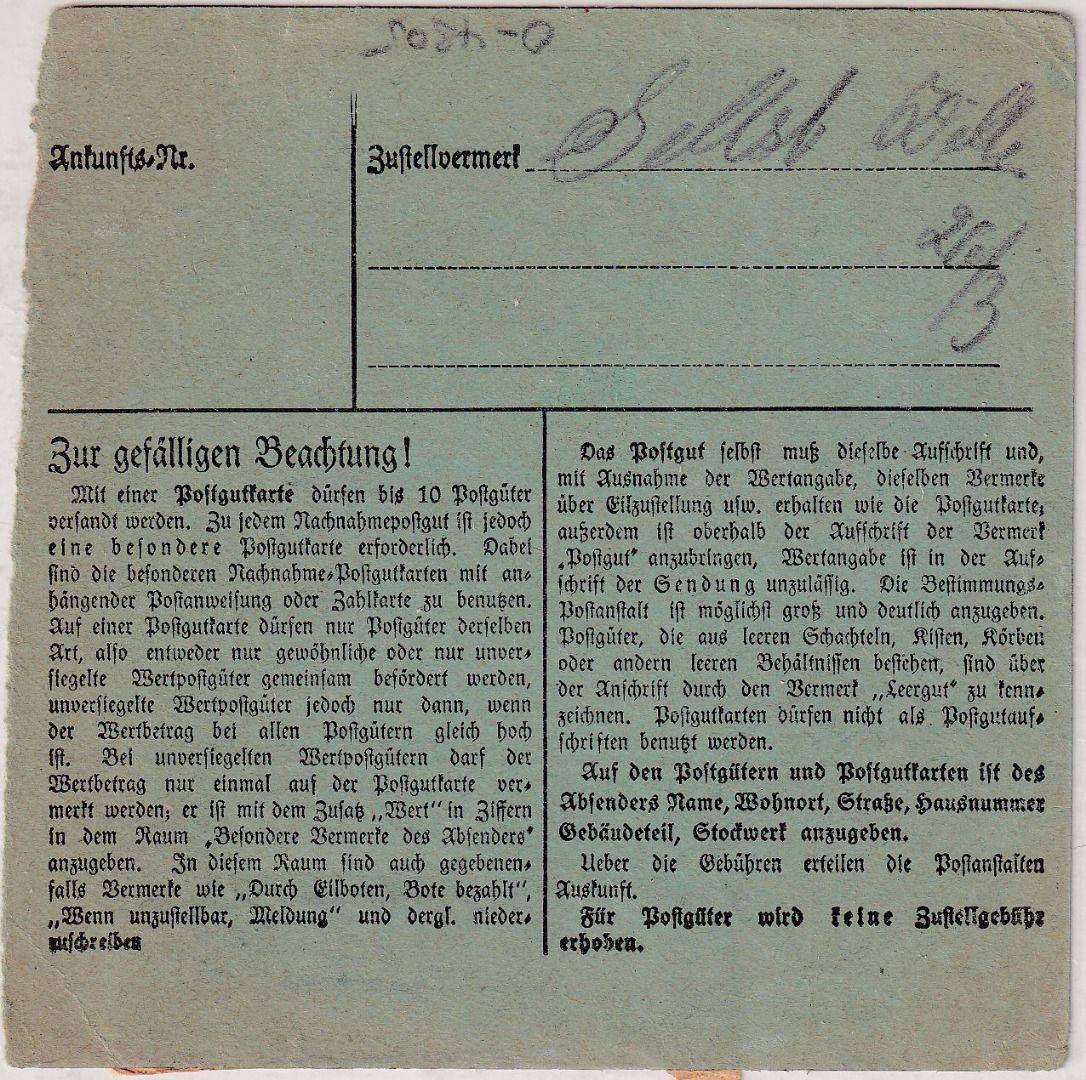 Ankunfts-Nr.
Zustellvermerk
Zur gefälligen Beachtung!
Mit einer Postgutkarte dürfen bis 10 Postgüter
versandt werden. Zu jedem Nachnahmepostgut ist jedoch
eine besondere Postgutkarte erforderlich. Dabei
sind die besonderen Nachnahme-Postgutkarten mit an-
hängender Postanweisung oder Zahlkarte zu benutzen.
Auf einer Postgutkarte dürfen nur Postgüter derselben
Art, also entweder nur gewöhnliche oder nur unver-
siegelte Wertpostgüter gemeinsam befördert werden,
unversiegelte Wertpostgüter jedoch nur dann, wenn
der Wertbetrag bei allen Postgütern gleich hoch
ist. Bei unversiegelten Wertpostgütern darf der
Wertbetrag nur einmal auf der Postgutkarte ver-
merkt werden; er ist mit dem Zusatz „Wert" in Ziffern
in dem Raum „Besondere Vermerke des Absenders"
anzugeben. In diesem Raum sind auch gegebenen-
falls Vermerke wie „Durch Eilboten, Bote bezahlt",
„Wenn unzustellbar, Meldung" und dergl. nieder-
zuschreiben
Das Postgut selbst muß dieselbe Aufschrift und,
mit Ausnahme der Wertangabe, dieselben Vermerke
über Eilzustellung usw. erhalten wie die Postgutkarte;
außerdem ist oberhalb der Aufschrift der Vermerk
„Postgut" anzubringen, Wertangabe ist in der Auf-
schrift der Sendung unzulässig. Die Bestimmungs-
Postanstalt ist möglichst groß und deutlich anzugeben.
Postgüter, die aus leeren Schachteln, Kisten, Körben
oder andern leeren Behältnissen bestehen, sind über
der Anschrift durch den Vermerk „Leergut" zu kenn-
zeichnen. Postgutkarten dürfen nicht als Postgutauf-
schriften benutzt werden.
Auf den Postgütern und Postgutkarten ist des
Absenders Name, Wohnort, Straße, Hausnummer
Gebäudeteil, Stockwerk anzugeben.
Ueber die Gebühren erteilen die Postanstalten
Auskunft.
Für Postgüter wird keine Zustellgebühr
erhoben.